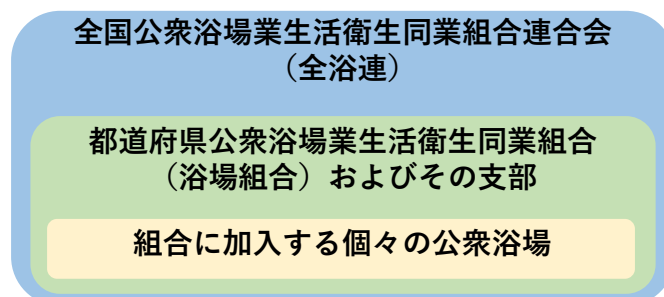 全国公衆浴場業生活衛生同業組合連合会
（全浴連）
都道府県公衆浴場業生活衛生同業組合
（浴場組合）およびその支部
組合に加入する個々の公衆浴場